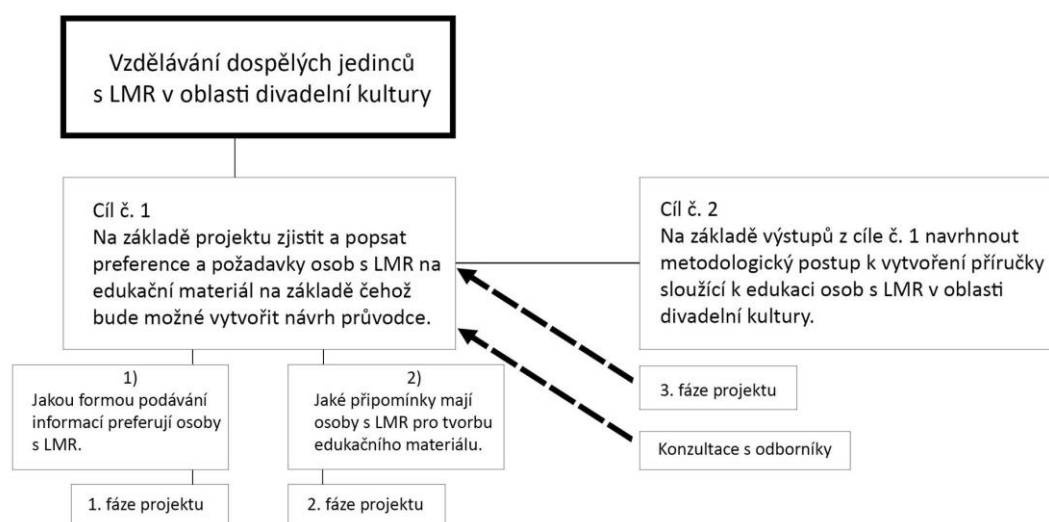 Vzdělávání dospělých jedinců
s LMR v oblasti divadelní kultury
Cíl č. 1
Na základě projektu zjistit a popsat
preference a požadavky osob s LMR na
edukační materiál na základě čehož
bude možné vytvořit návrh průvodce.
Cíl č. 2
Na základě výstupů z cíle č. 1 navrhnout
metodologický postup k vytvoření příručky
sloužící k edukaci osob s LMR v oblasti
divadelní kultury.
1)
Jakou formou podávání
informací preferují osoby
s LMR.
2)
Jaké připomínky mají
osoby s LMR pro tvorbu
edukačního materiálu.
3. fáze projektu
Konzultace s odborníky
1. fáze projektu
2. fáze projektu